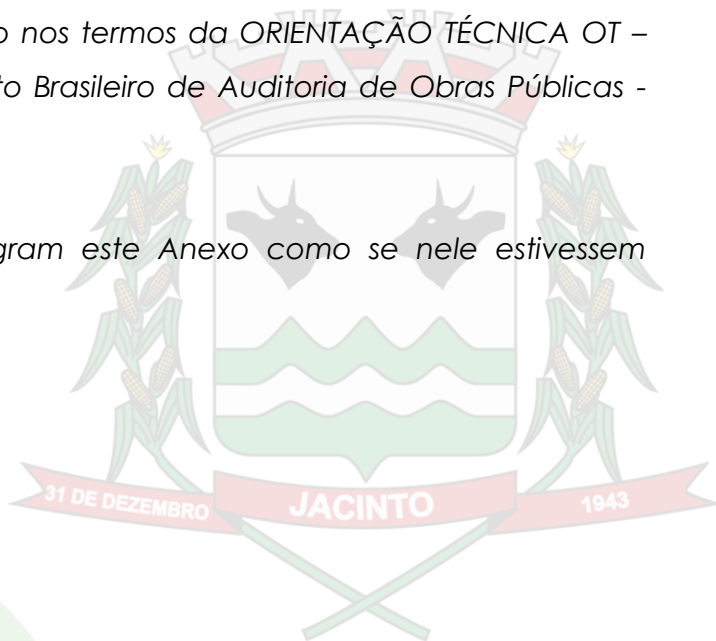 o nos termos da ORIENTAÇÃO TÉCNICA OT –
to Brasileiro de Auditoria de Obras Públicas -
gram este Anexo como se nele estivessem
31 DE DEZEMBRO JACINTO 1943